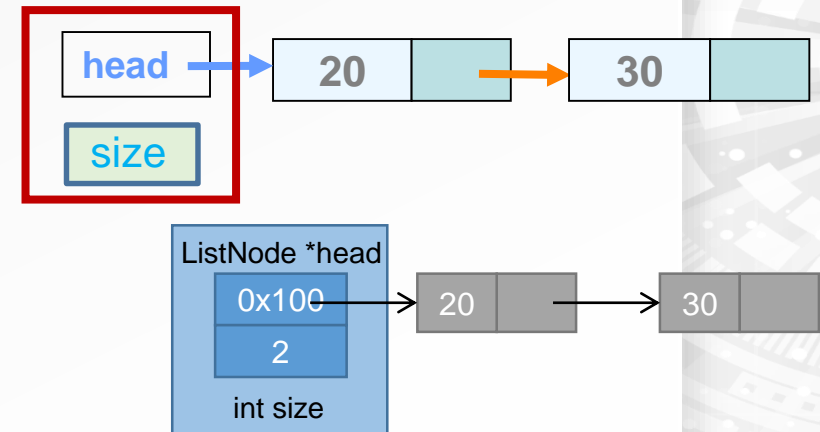 head 20 30
size
ListNode *head
0x100 20 30
2
int size